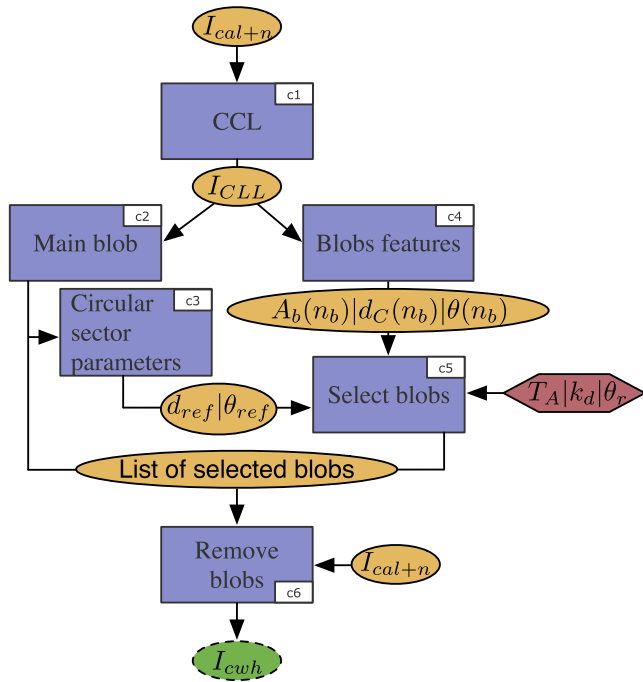 I_{cal+n}
c1
CCL
I_{CLL}
c2
Main blob
c4
Blobs features
c3
Circular
sector
parameters
A_b(n_b)|d_C(n_b)|θ(n_b)
c5
Select blobs
T_A|k_d|θ_r
d_{ref}|θ_{ref}
List of selected blobs
Remove
blobs
c6
I_{cal+n}
I_{cwh}